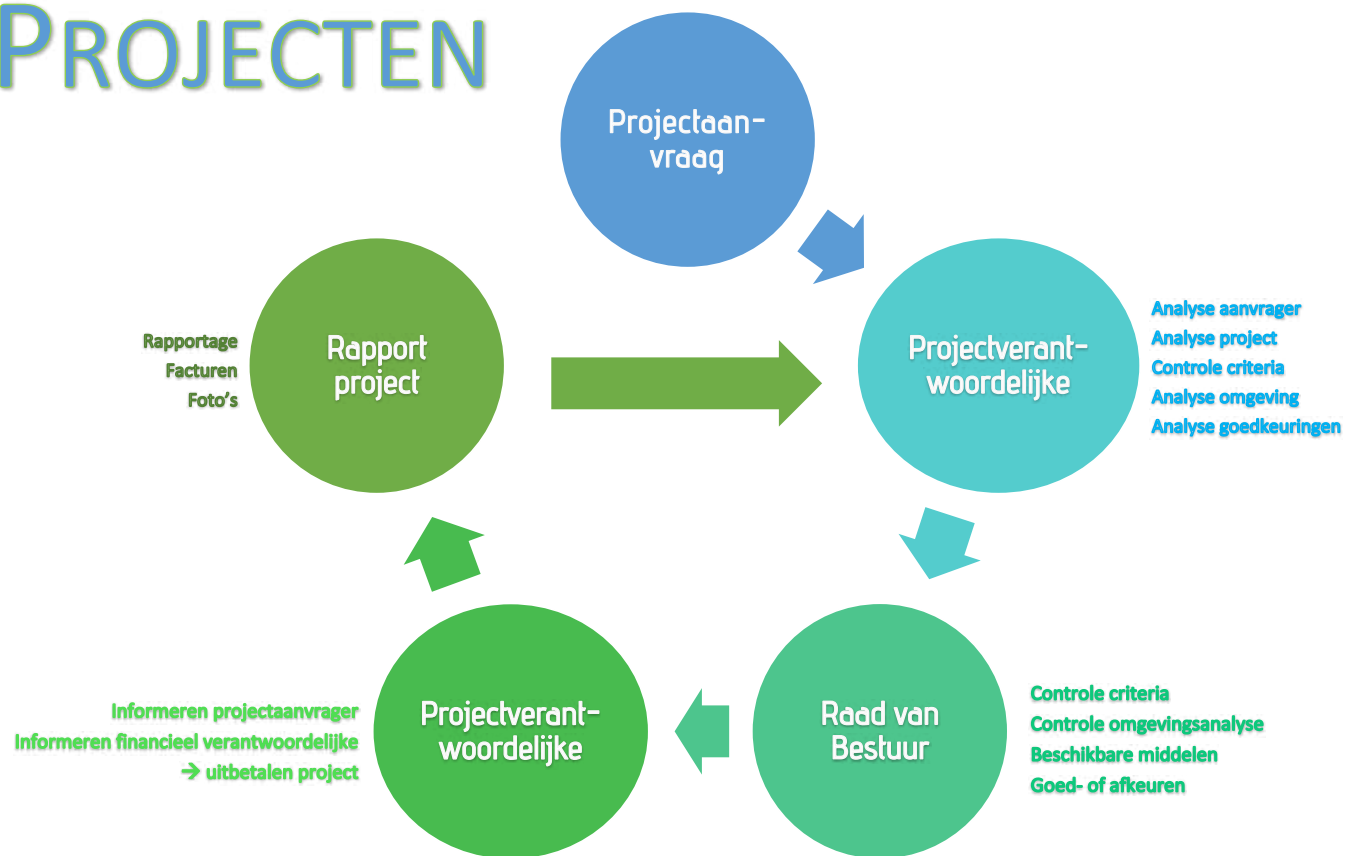 PROJECTEN
Projectaan-
vraag
Projectverant-
woordelijke
Analyse aanvrager
Analyse project
Controle criteria
Analyse omgeving
Analyse goedkeuringen
Raad van
Bestuur
Controle criteria
Controle omgevingsanalyse
Beschikbare middelen
Goed- of afkeuren
Projectverant-
woordelijke
Informeren projectaanvrager
Informeren financieel verantwoordelijke
→ uitbetalen project
Rapport
project
Rapportage
Facturen
Foto’s